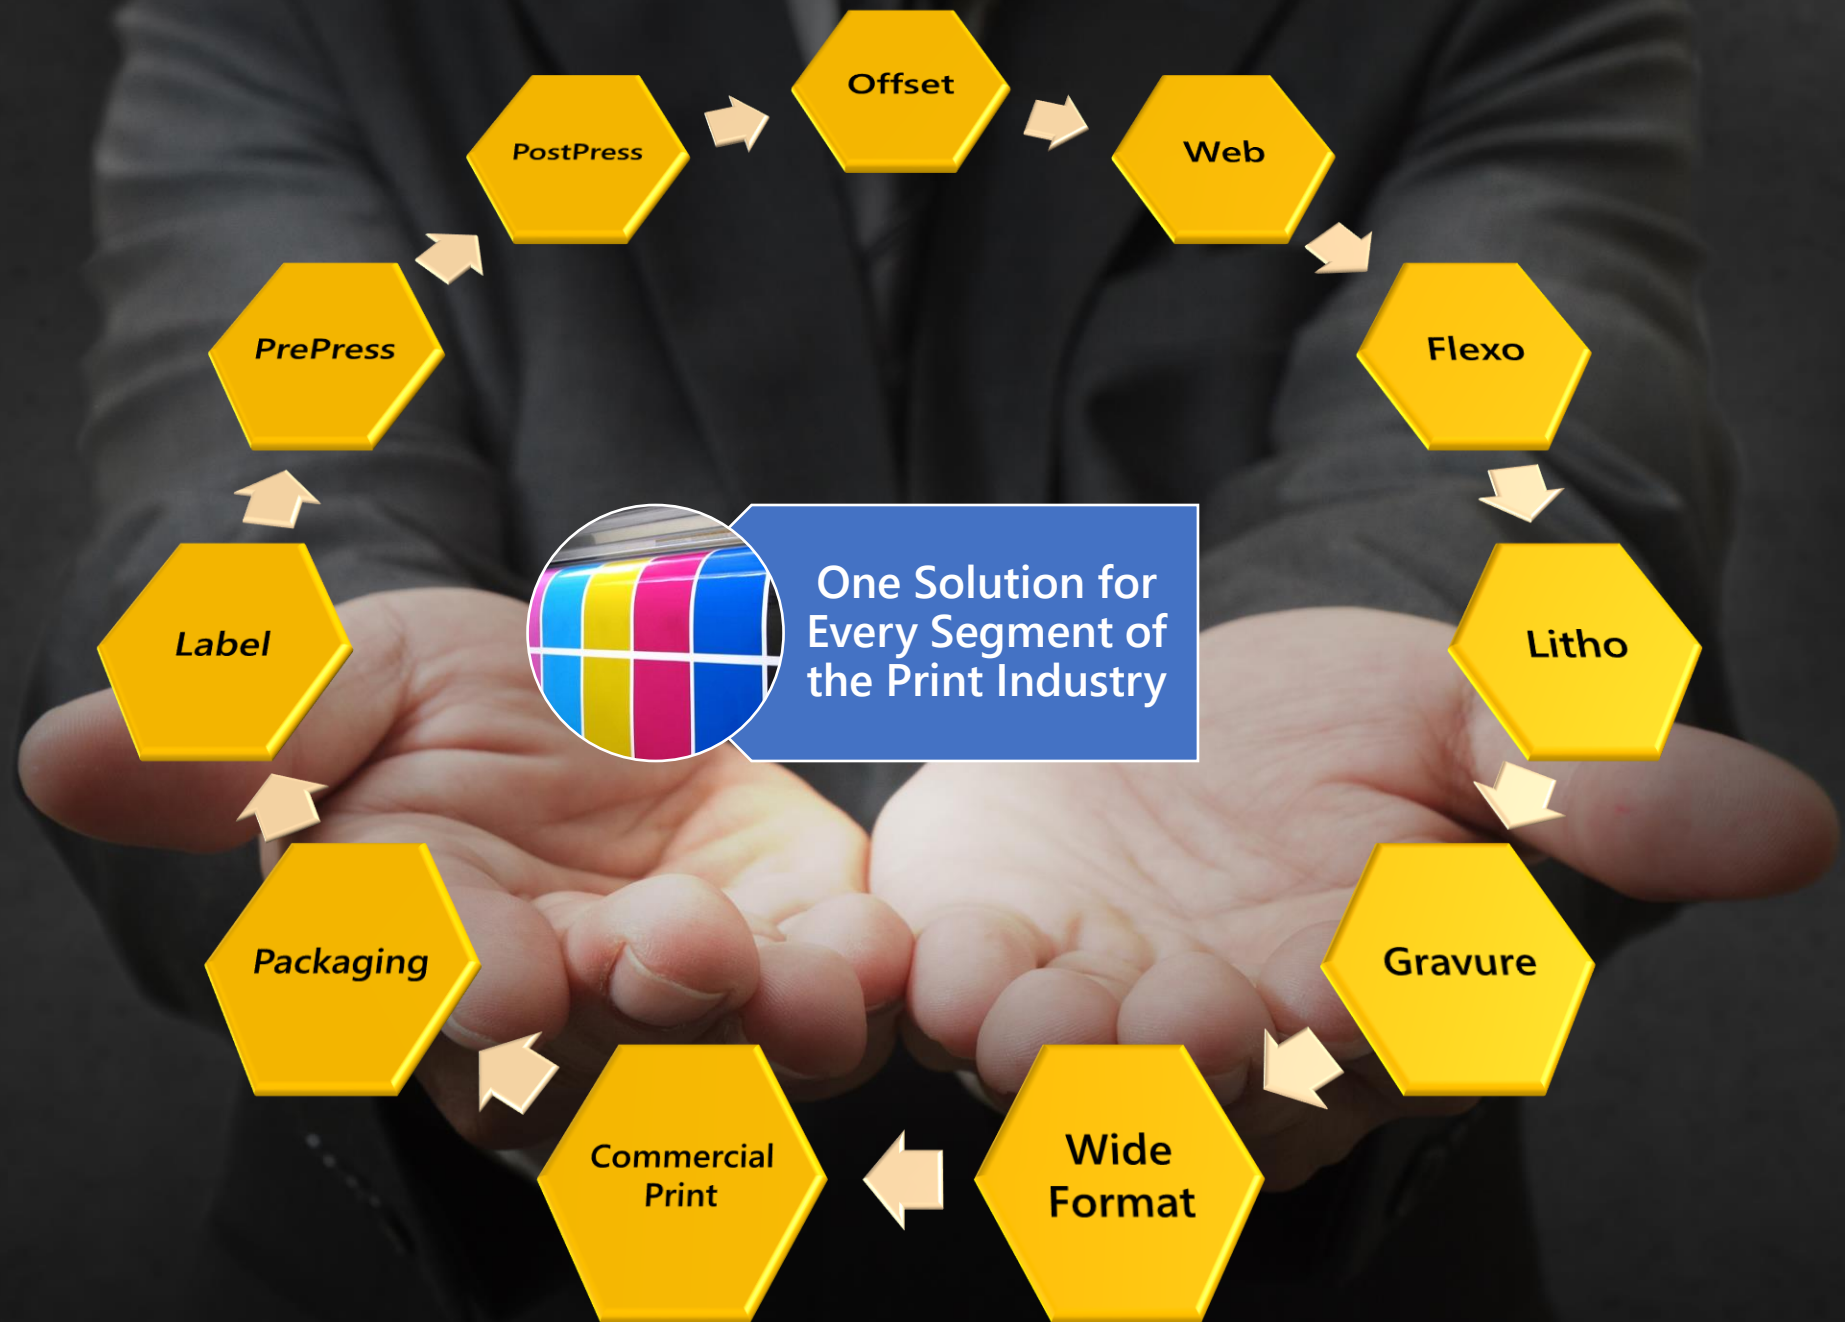 Offset
Web
Flexo
Litho
Gravure
Wide
Format
Commercial
Print
Packaging
Label
PrePress
PostPress
One Solution for
Every Segment of
the Print Industry